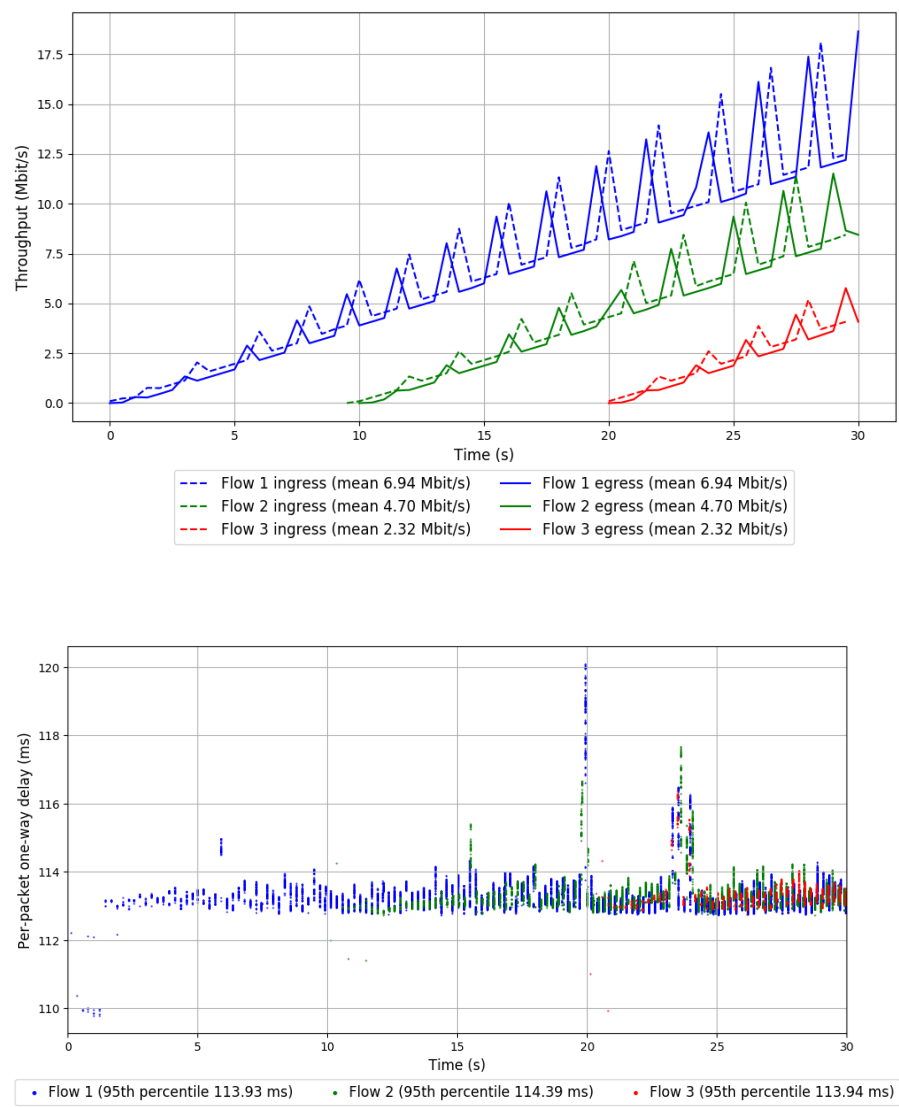 17.5
15.0
12.5
10.0
7.5
5.0
2.5
0.0
Throughput (Mbit/s)
0 5 10 15 20 25 30
Time (s)
Flow 1 ingress (mean 6.94 Mbit/s) Flow 1 egress (mean 6.94 Mbit/s)
Flow 2 ingress (mean 4.70 Mbit/s) Flow 2 egress (mean 4.70 Mbit/s)
Flow 3 ingress (mean 2.32 Mbit/s) Flow 3 egress (mean 2.32 Mbit/s)
120
118
116
114
112
110
Per-packet one-way delay (ms)
0 5 10 15 20 25 30
Time (s)
Flow 1 (95th percentile 113.93 ms) Flow 2 (95th percentile 114.39 ms) Flow 3 (95th percentile 113.94 ms)